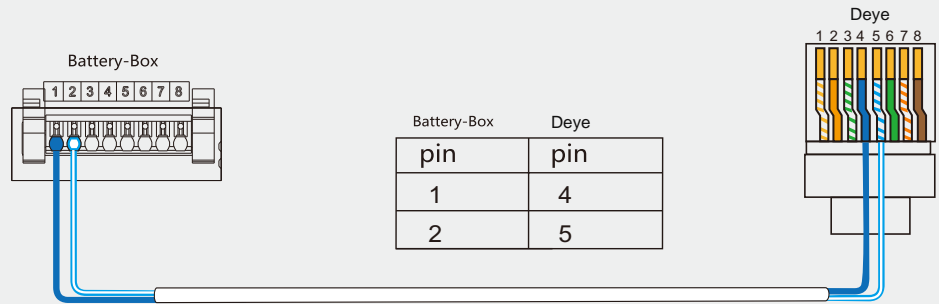 Deye
1 2 3 4 5 6 7 8
Battery-Box
1 2 3 4 5 6 7 8
Battery-Box Deye
pin pin
1 4
2 5